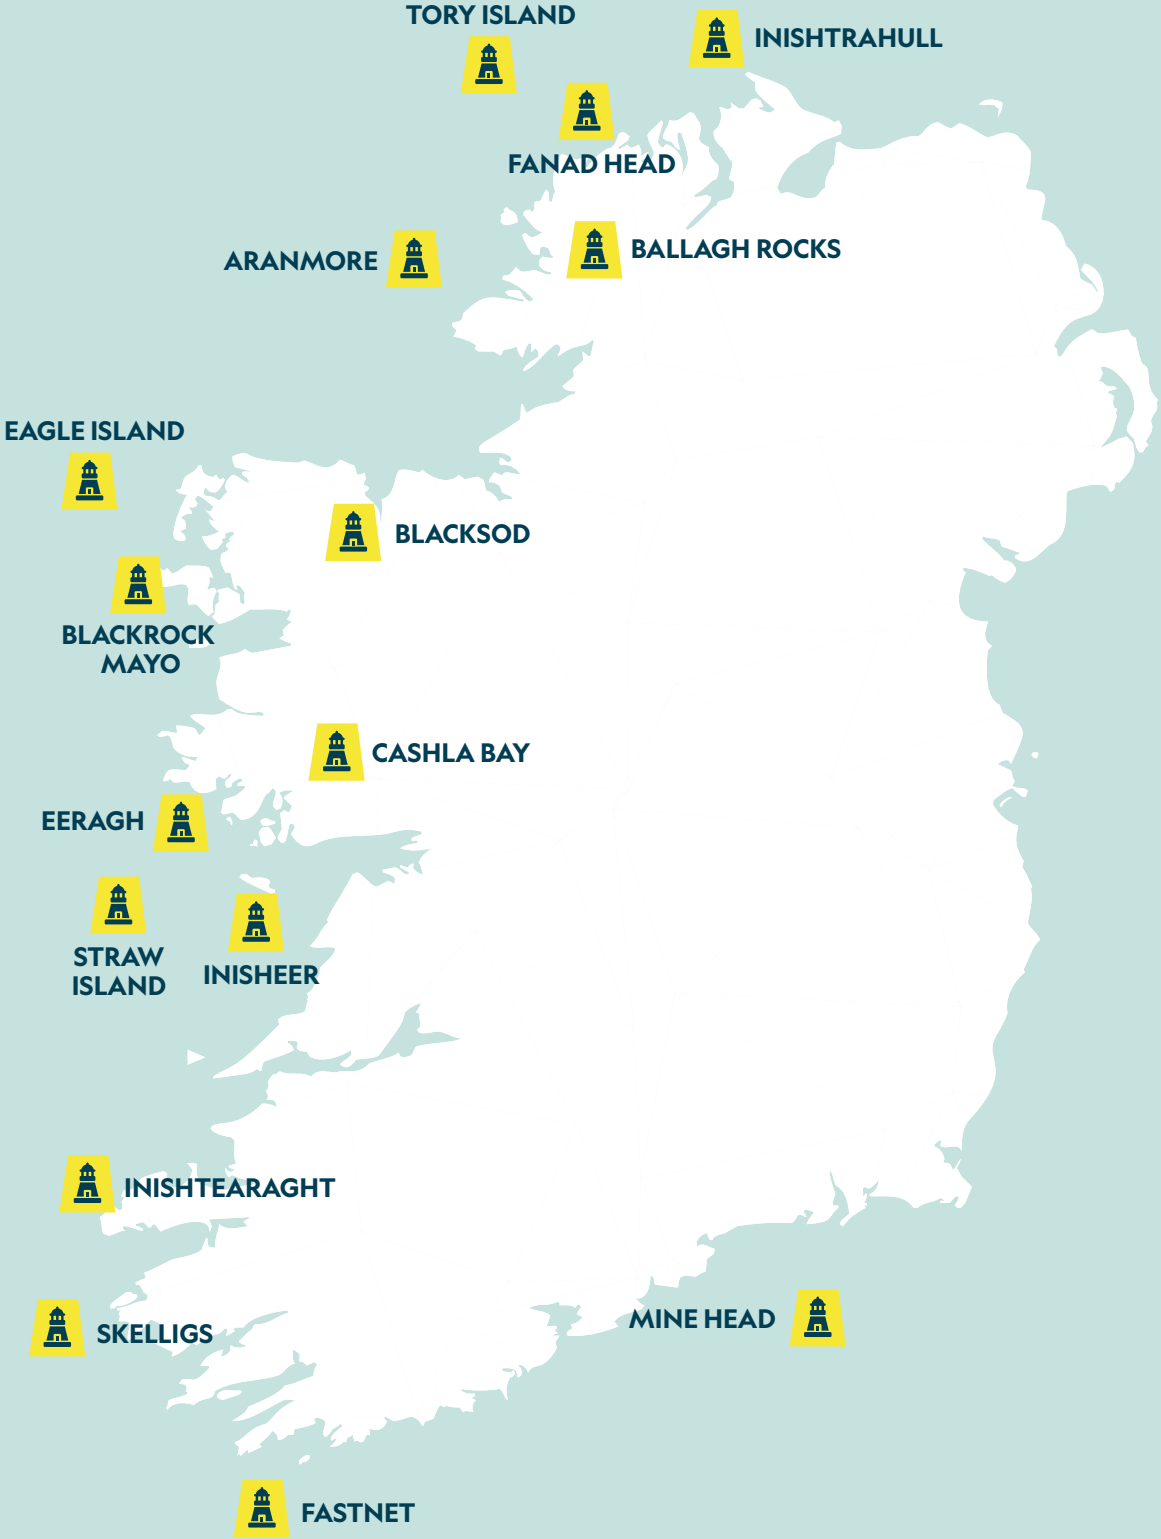 TORY ISLAND
INISHTRAHULL
FANAD HEAD
BALLAGH ROCKS
ARANMORE
EAGLE ISLAND
BLACKSOD
BLACKROCK
MAYO
CASHLA BAY
EERAGH
STRAW
ISLAND
INISHEER
INISHTEARAGHT
MINE HEAD
SKELLIGS
FASTNET